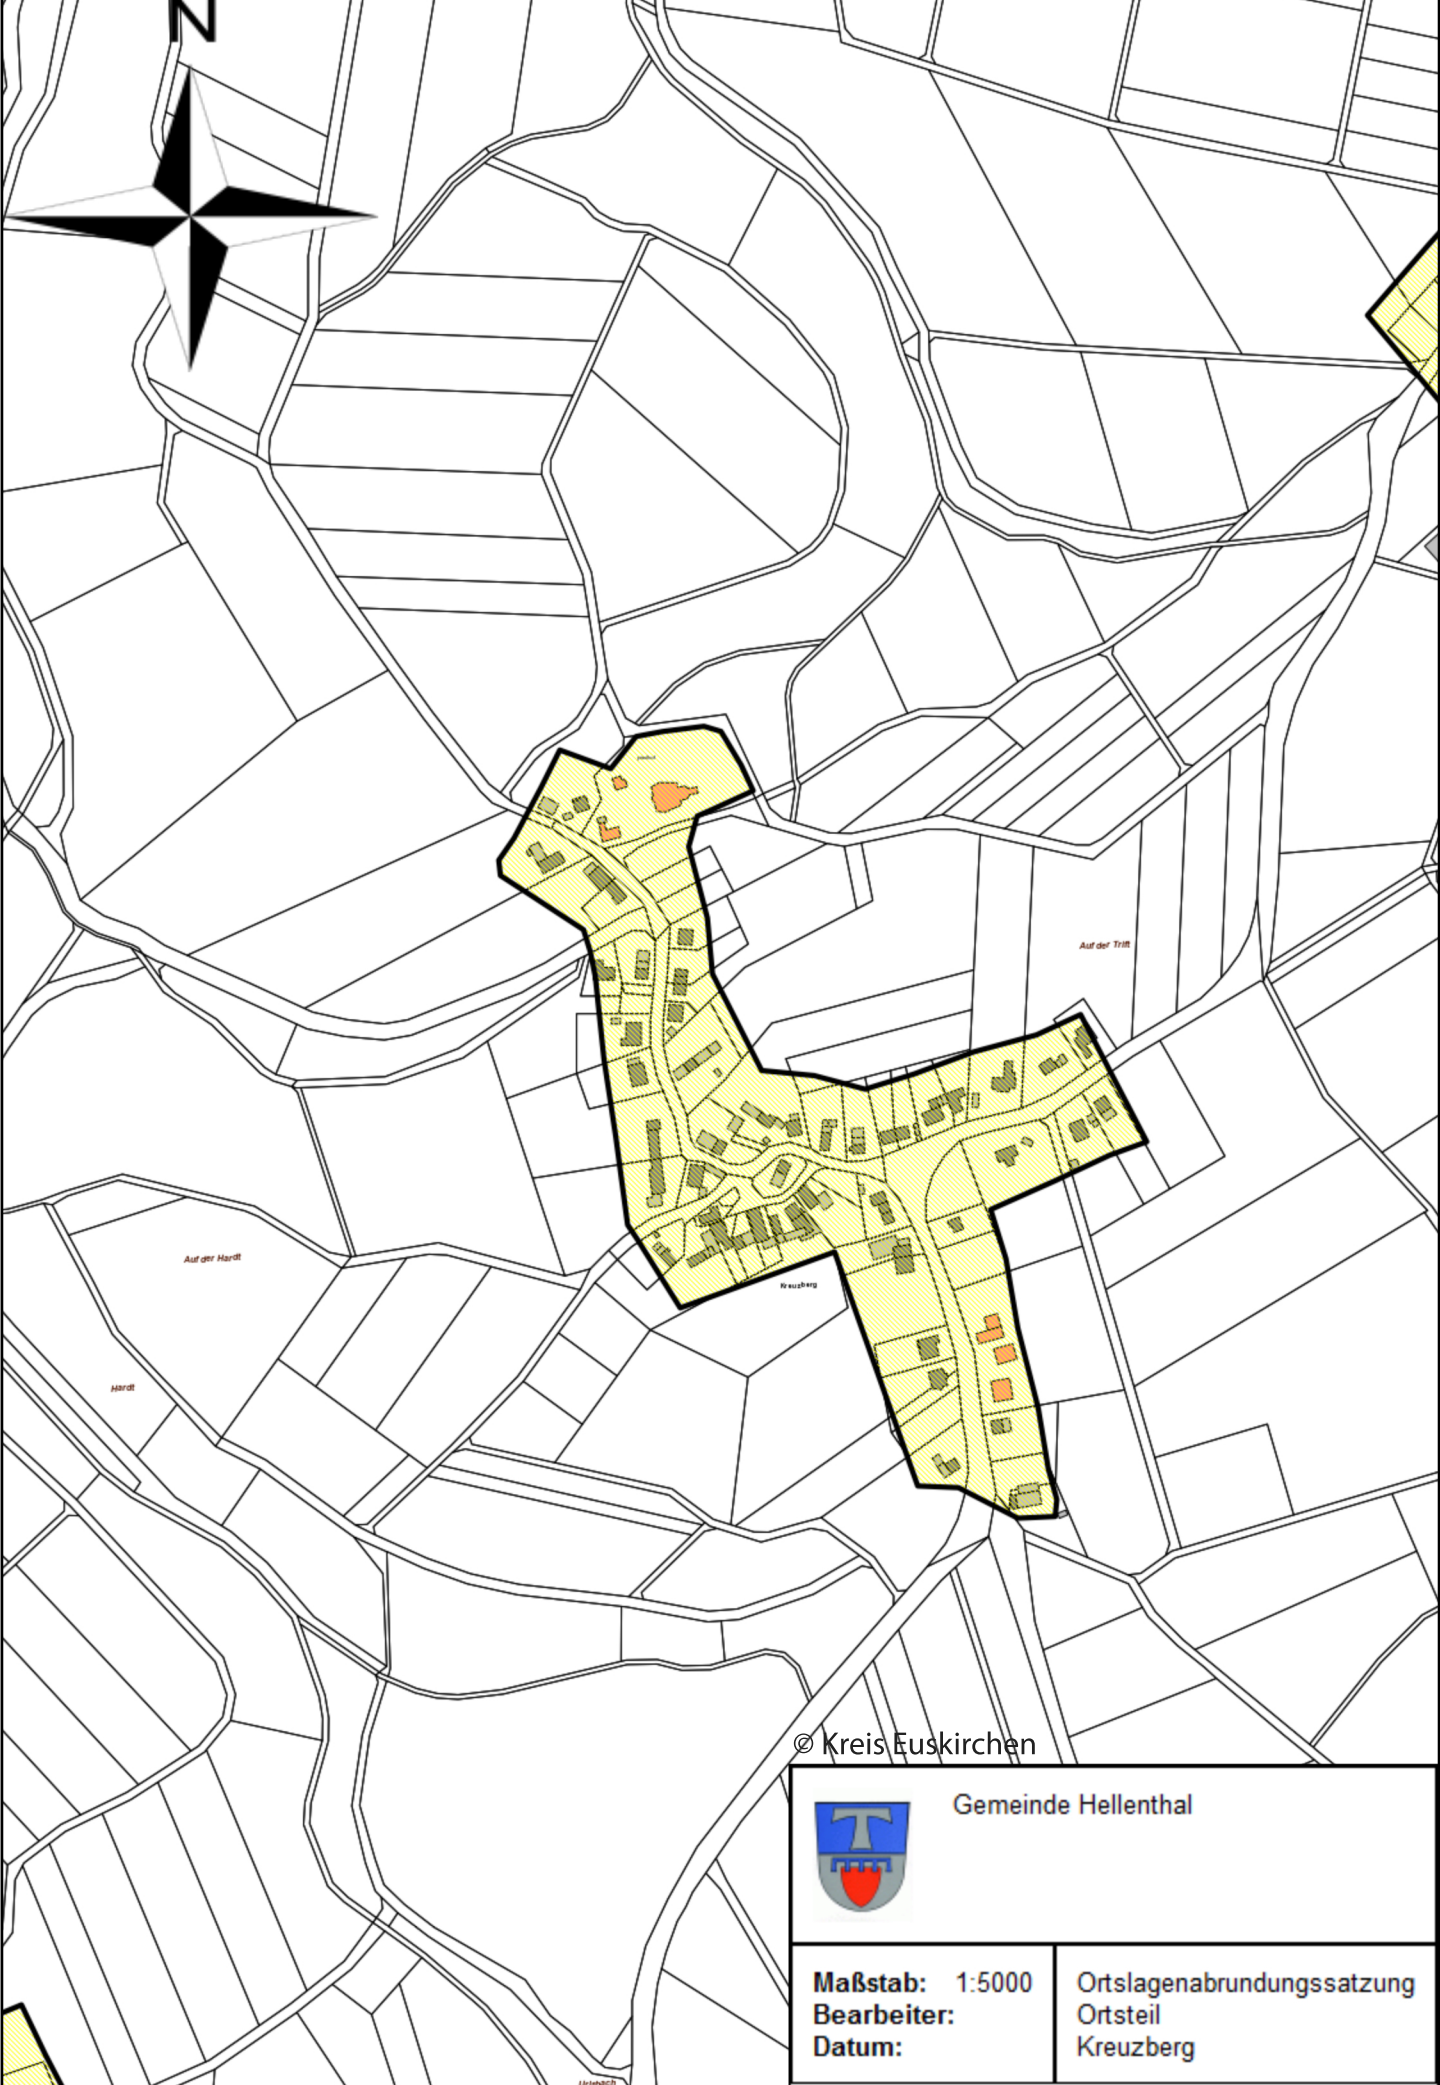 N
Auf der Trift
Auf der Hardt
Kreuzberg
Hardt
© Kreis Euskirchen
Gemeinde Hellenthal
Maßstab: 1:5000
Bearbeiter:
Datum:
Ortslagenabrundungssatzung
Ortsteil
Kreuzberg